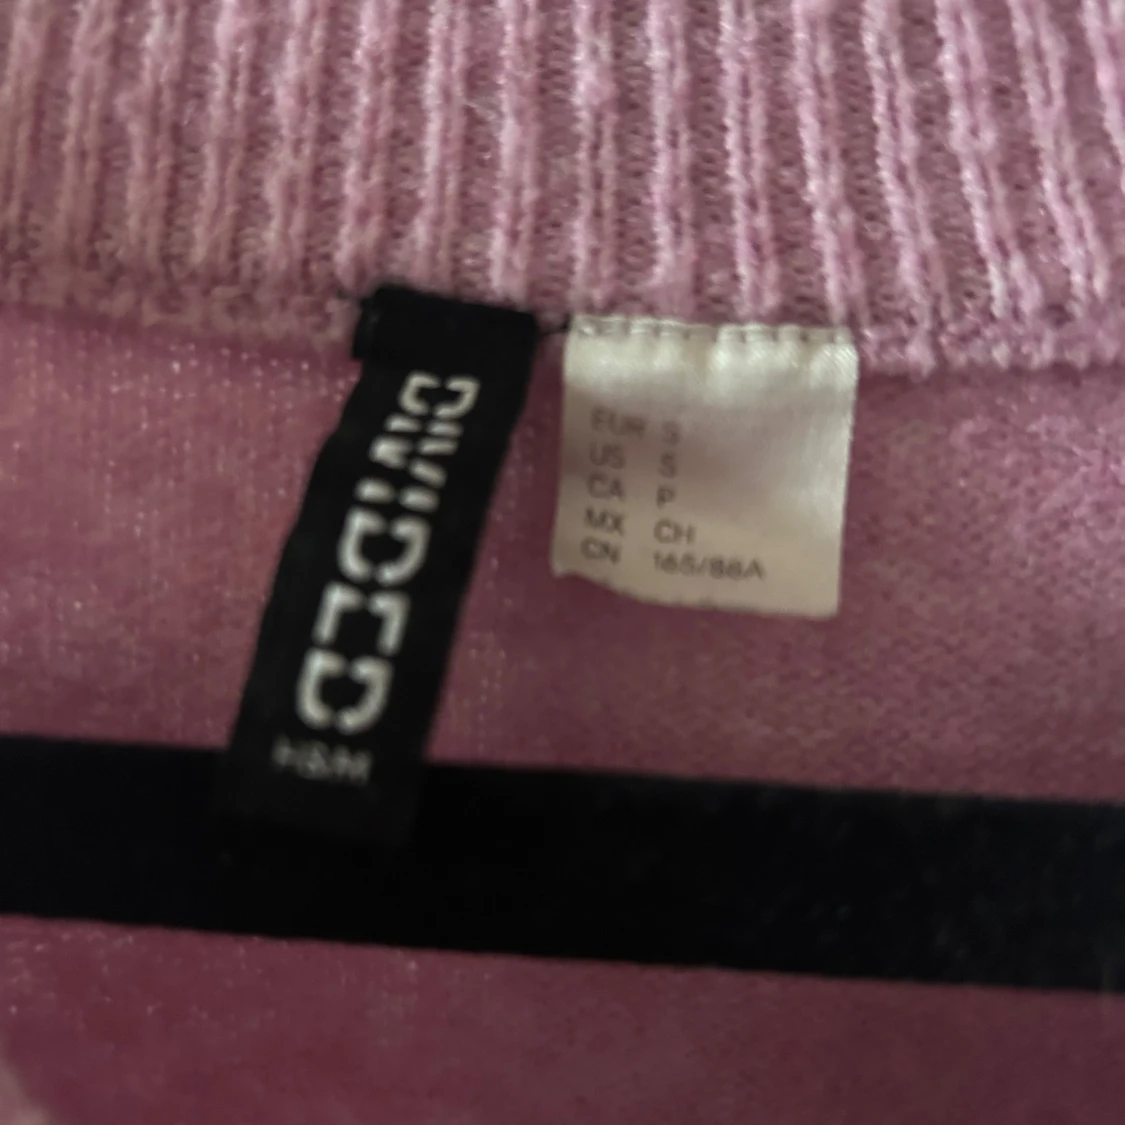 DIVIDED
H&M
EUR S
US S
CA P
MX CH
CN 165/88A